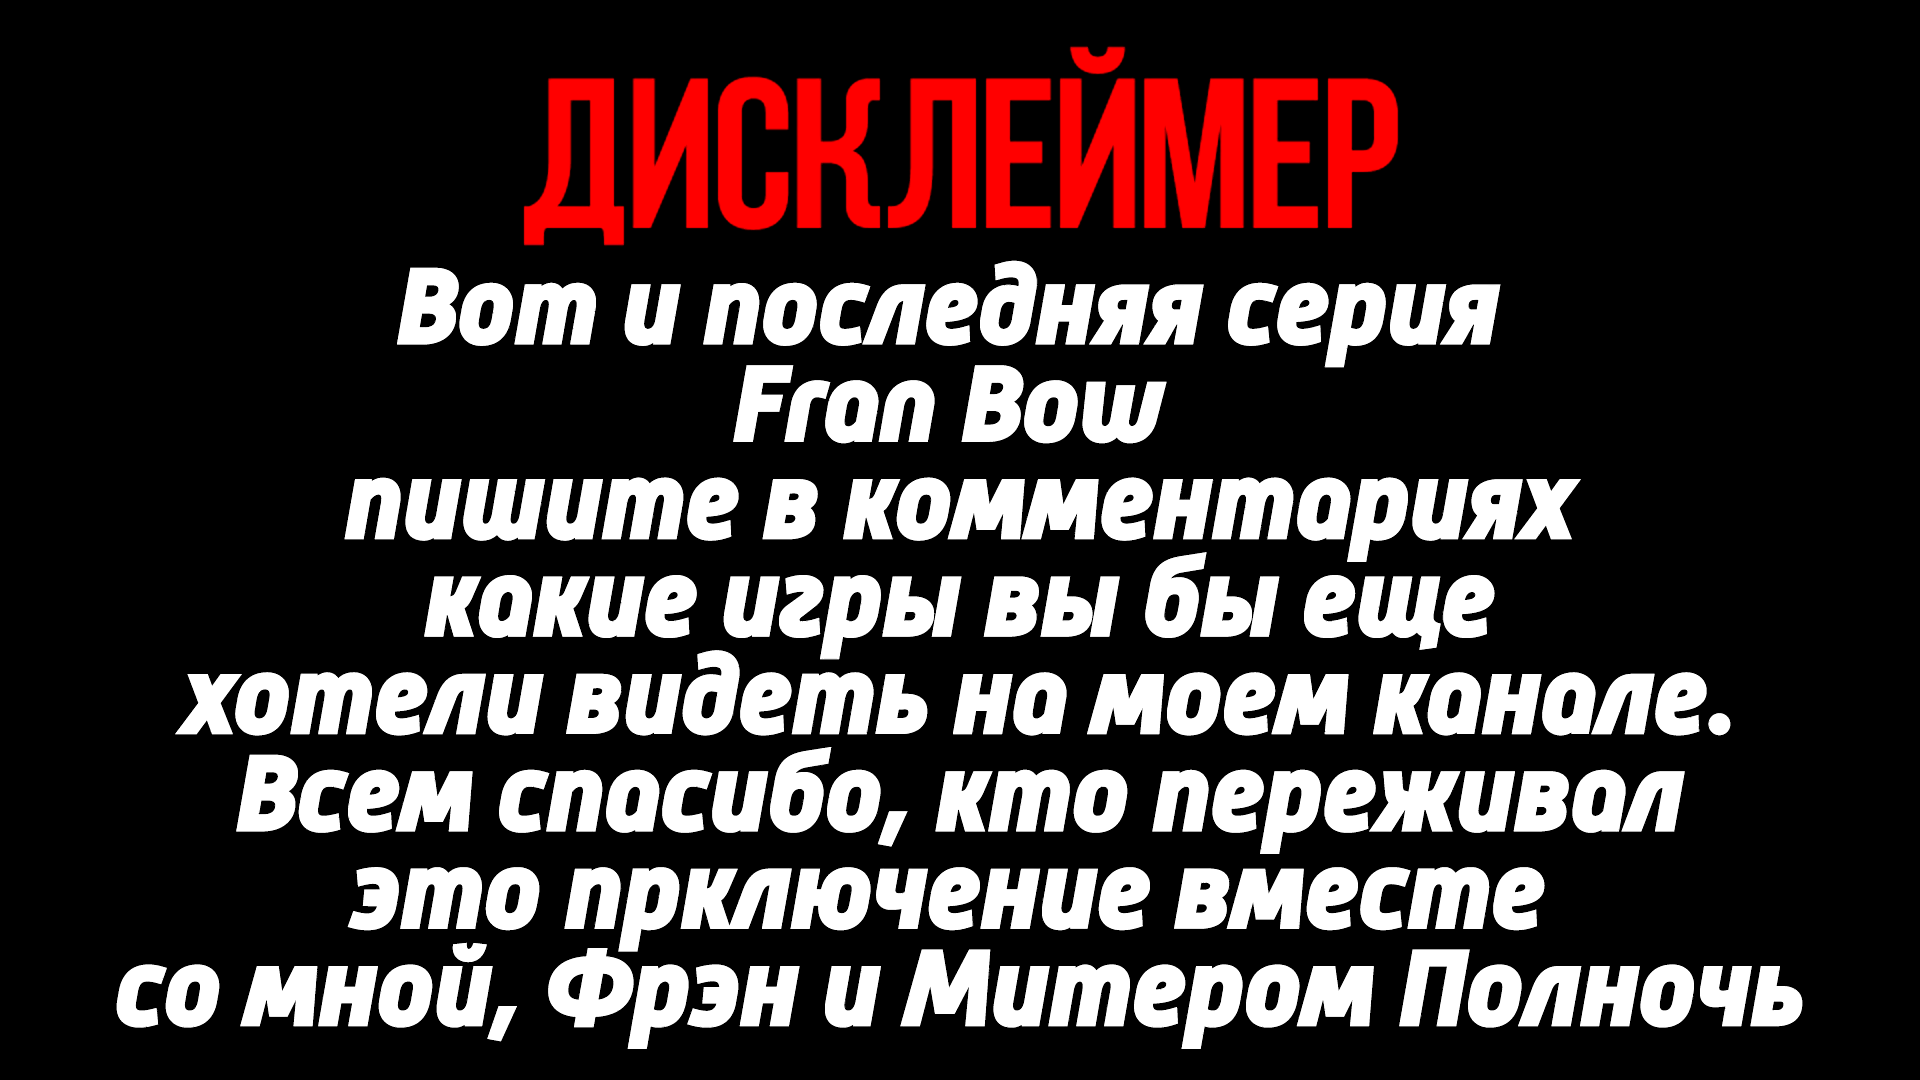 ДИСКЛЕЙМЕР
Вот и последняя серия
Fran Bow
пишите в комментариях
какие игры вы бы еще
хотели видеть на моем канале.
Всем спасибо, кто переживал
это прключение вместе
со мной, Фрэн и Митером Полночь